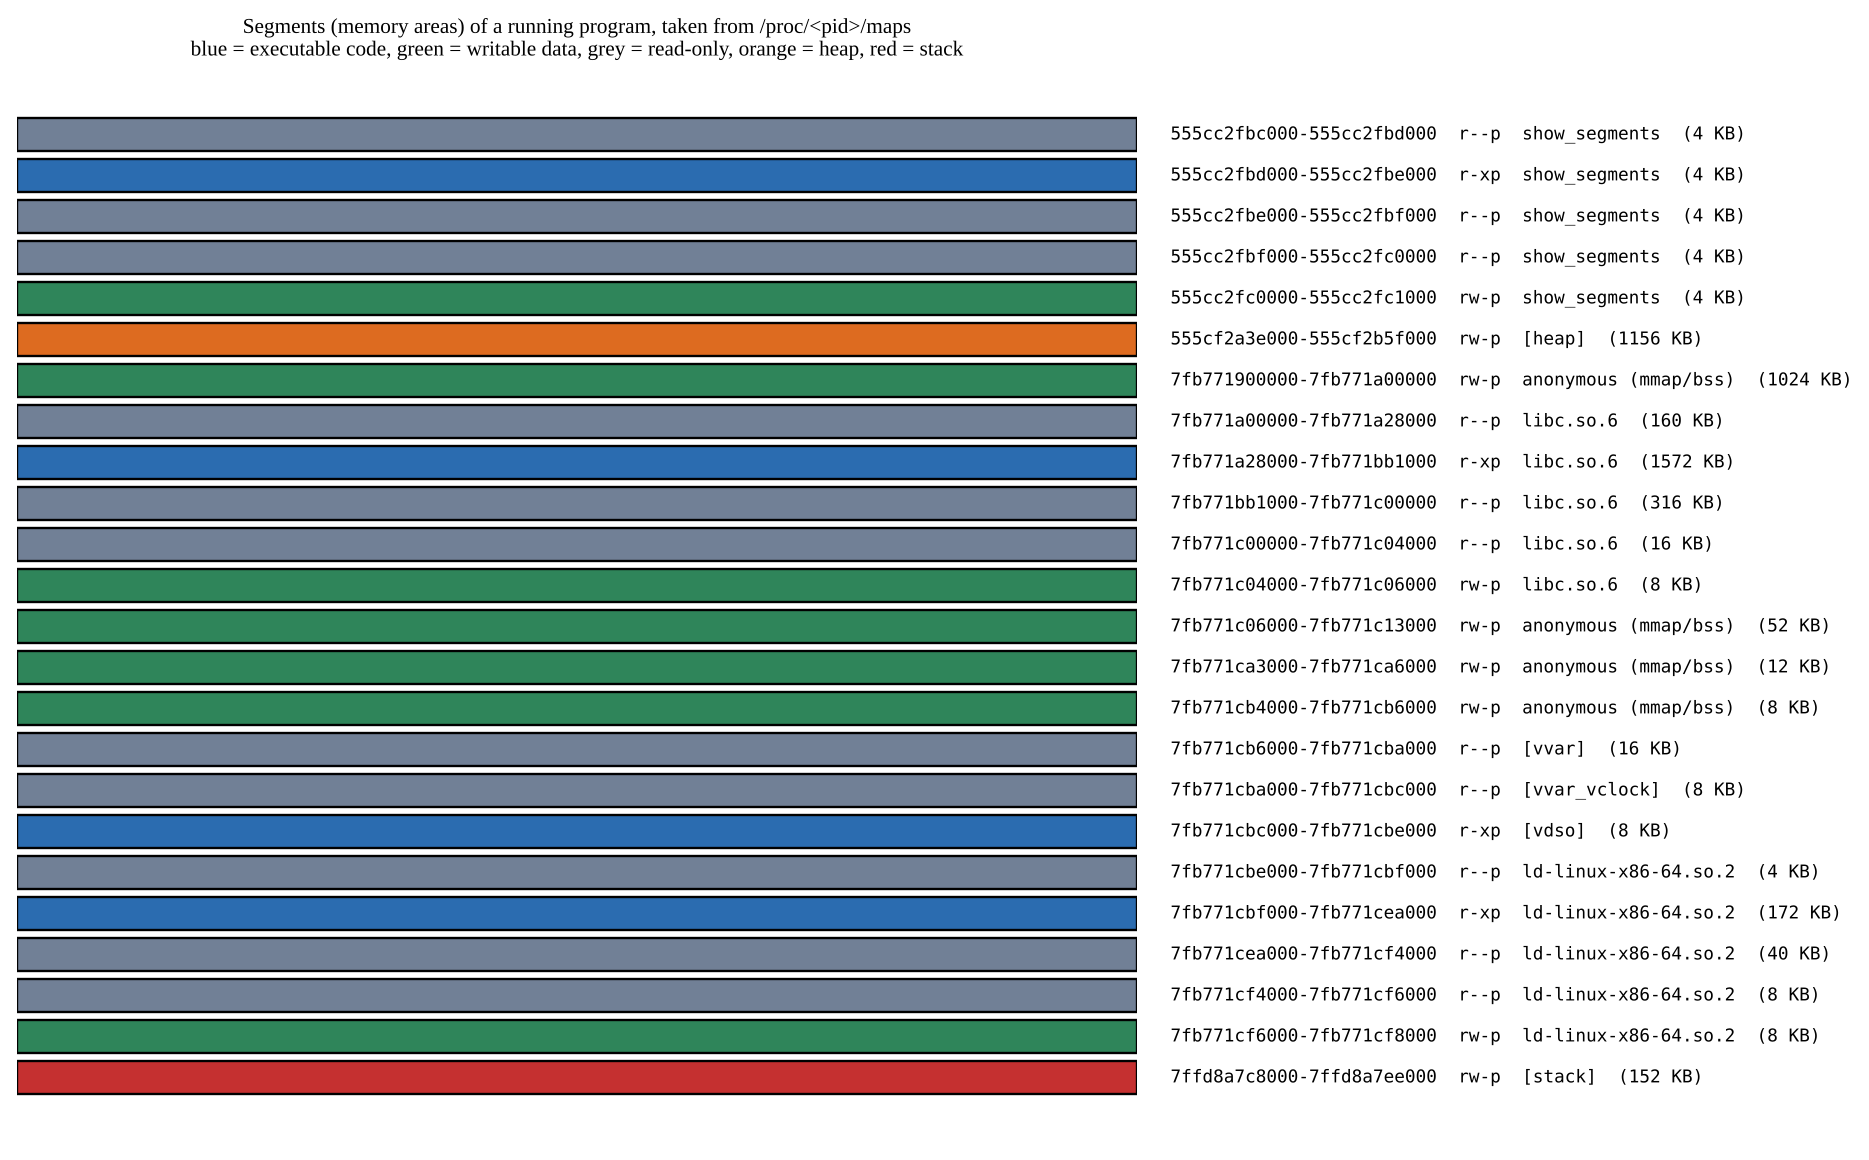 Segments (memory areas) of a running program, taken from /proc/<pid>/maps
blue = executable code, green = writable data, grey = read-only, orange = heap, red = stack
555cc2fbc000-555cc2fbd000  r--p  show_segments  (4 KB)
555cc2fbd000-555cc2fbe000  r-xp  show_segments  (4 KB)
555cc2fbe000-555cc2fbf000  r--p  show_segments  (4 KB)
555cc2fbf000-555cc2fc0000  r--p  show_segments  (4 KB)
555cc2fc0000-555cc2fc1000  rw-p  show_segments  (4 KB)
555cf2a3e000-555cf2b5f000  rw-p  [heap]  (1156 KB)
7fb771900000-7fb771a00000  rw-p  anonymous (mmap/bss)  (1024 KB)
7fb771a00000-7fb771a28000  r--p  libc.so.6  (160 KB)
7fb771a28000-7fb771bb1000  r-xp  libc.so.6  (1572 KB)
7fb771bb1000-7fb771c00000  r--p  libc.so.6  (316 KB)
7fb771c00000-7fb771c04000  r--p  libc.so.6  (16 KB)
7fb771c04000-7fb771c06000  rw-p  libc.so.6  (8 KB)
7fb771c06000-7fb771c13000  rw-p  anonymous (mmap/bss)  (52 KB)
7fb771ca3000-7fb771ca6000  rw-p  anonymous (mmap/bss)  (12 KB)
7fb771cb4000-7fb771cb6000  rw-p  anonymous (mmap/bss)  (8 KB)
7fb771cb6000-7fb771cba000  r--p  [vvar]  (16 KB)
7fb771cba000-7fb771cbc000  r--p  [vvar_vclock]  (8 KB)
7fb771cbc000-7fb771cbe000  r-xp  [vdso]  (8 KB)
7fb771cbe000-7fb771cbf000  r--p  ld-linux-x86-64.so.2  (4 KB)
7fb771cbf000-7fb771cea000  r-xp  ld-linux-x86-64.so.2  (172 KB)
7fb771cea000-7fb771cf4000  r--p  ld-linux-x86-64.so.2  (40 KB)
7fb771cf4000-7fb771cf6000  r--p  ld-linux-x86-64.so.2  (8 KB)
7fb771cf6000-7fb771cf8000  rw-p  ld-linux-x86-64.so.2  (8 KB)
7ffd8a7c8000-7ffd8a7ee000  rw-p  [stack]  (152 KB)